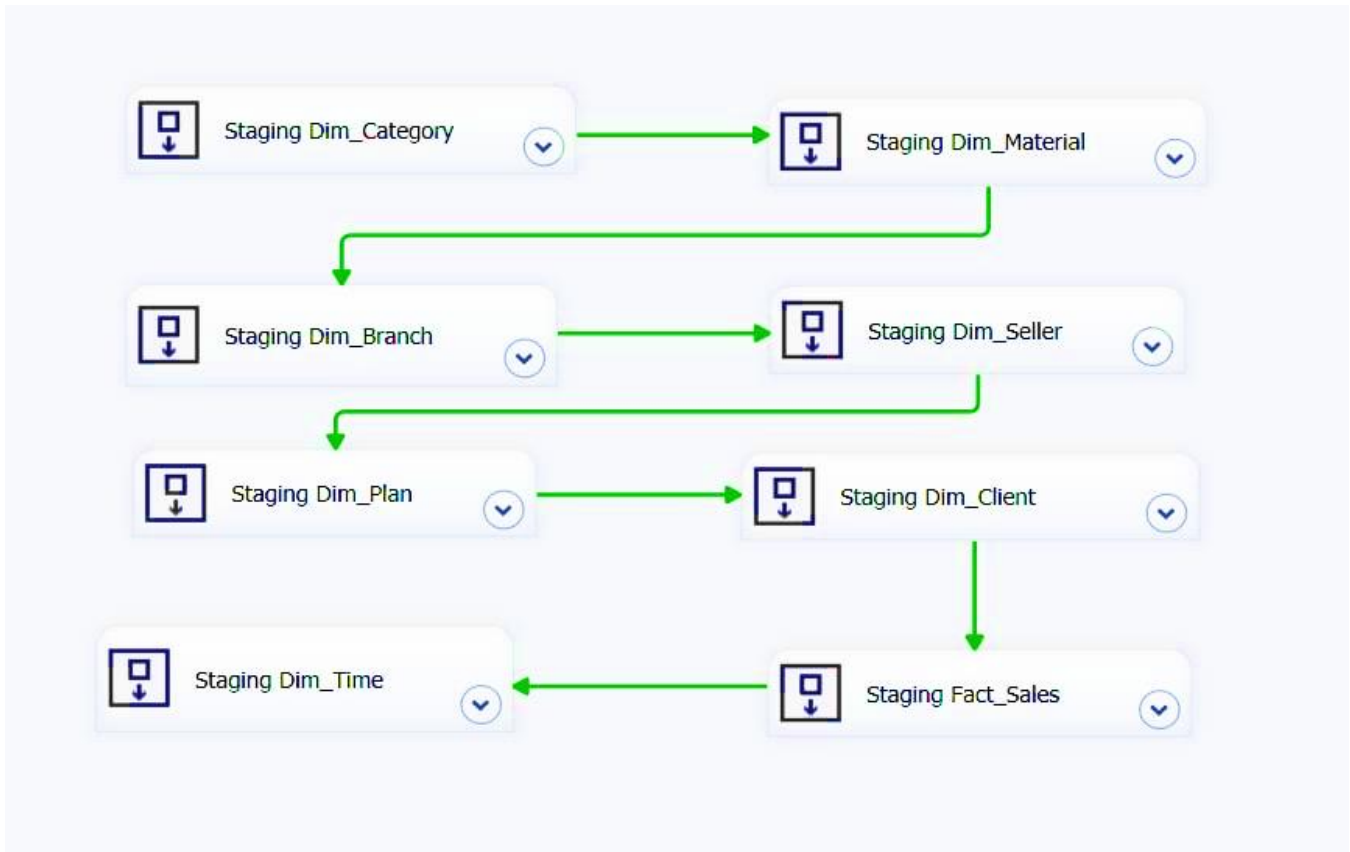 Staging Dim_Category
Staging Dim_Material
Staging Dim_Branch
Staging Dim_Seller
Staging Dim_Plan
Staging Dim_Client
Staging Dim_Time
Staging Fact_Sales